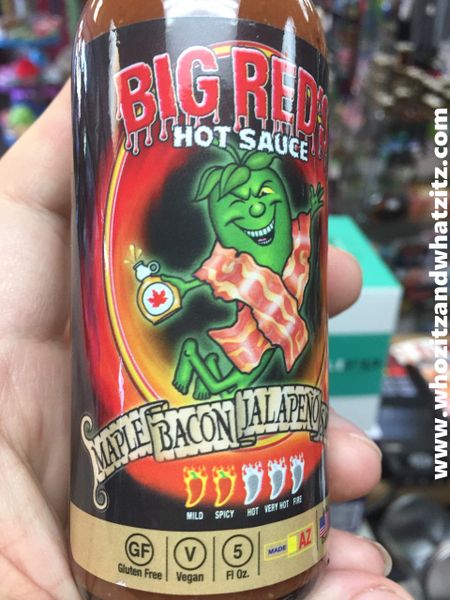 BIG RED'S
HOT SAUCE
MAPLE BACON JALAPEÑO
MILD SPICY HOT VERY HOT FIRE
GF V 5 MADE AZ
Gluten Free Vegan Fl Oz.
www.whozitzandwhatzitz.com